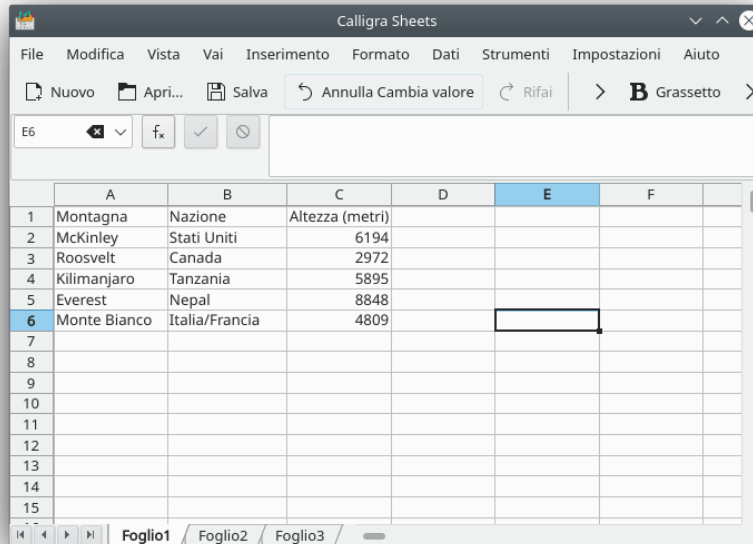 Calligra Sheets
File Modifica Vista Vai Inserimento Formato Dati Strumenti Impostazioni Aiuto
Nuovo Apri... Salva Annulla Cambia valore Rifai B Grassetto
E6 fx
A B C D E F
1 Montagna Nazione Altezza (metri)
2 McKinley Stati Uniti 6194
3 Roosvelt Canada 2972
4 Kilimanjaro Tanzania 5895
5 Everest Nepal 8848
6 Monte Bianco Italia/Francia 4809
7
8
9
10
11
12
13
14
15
Foglio1 Foglio2 Foglio3